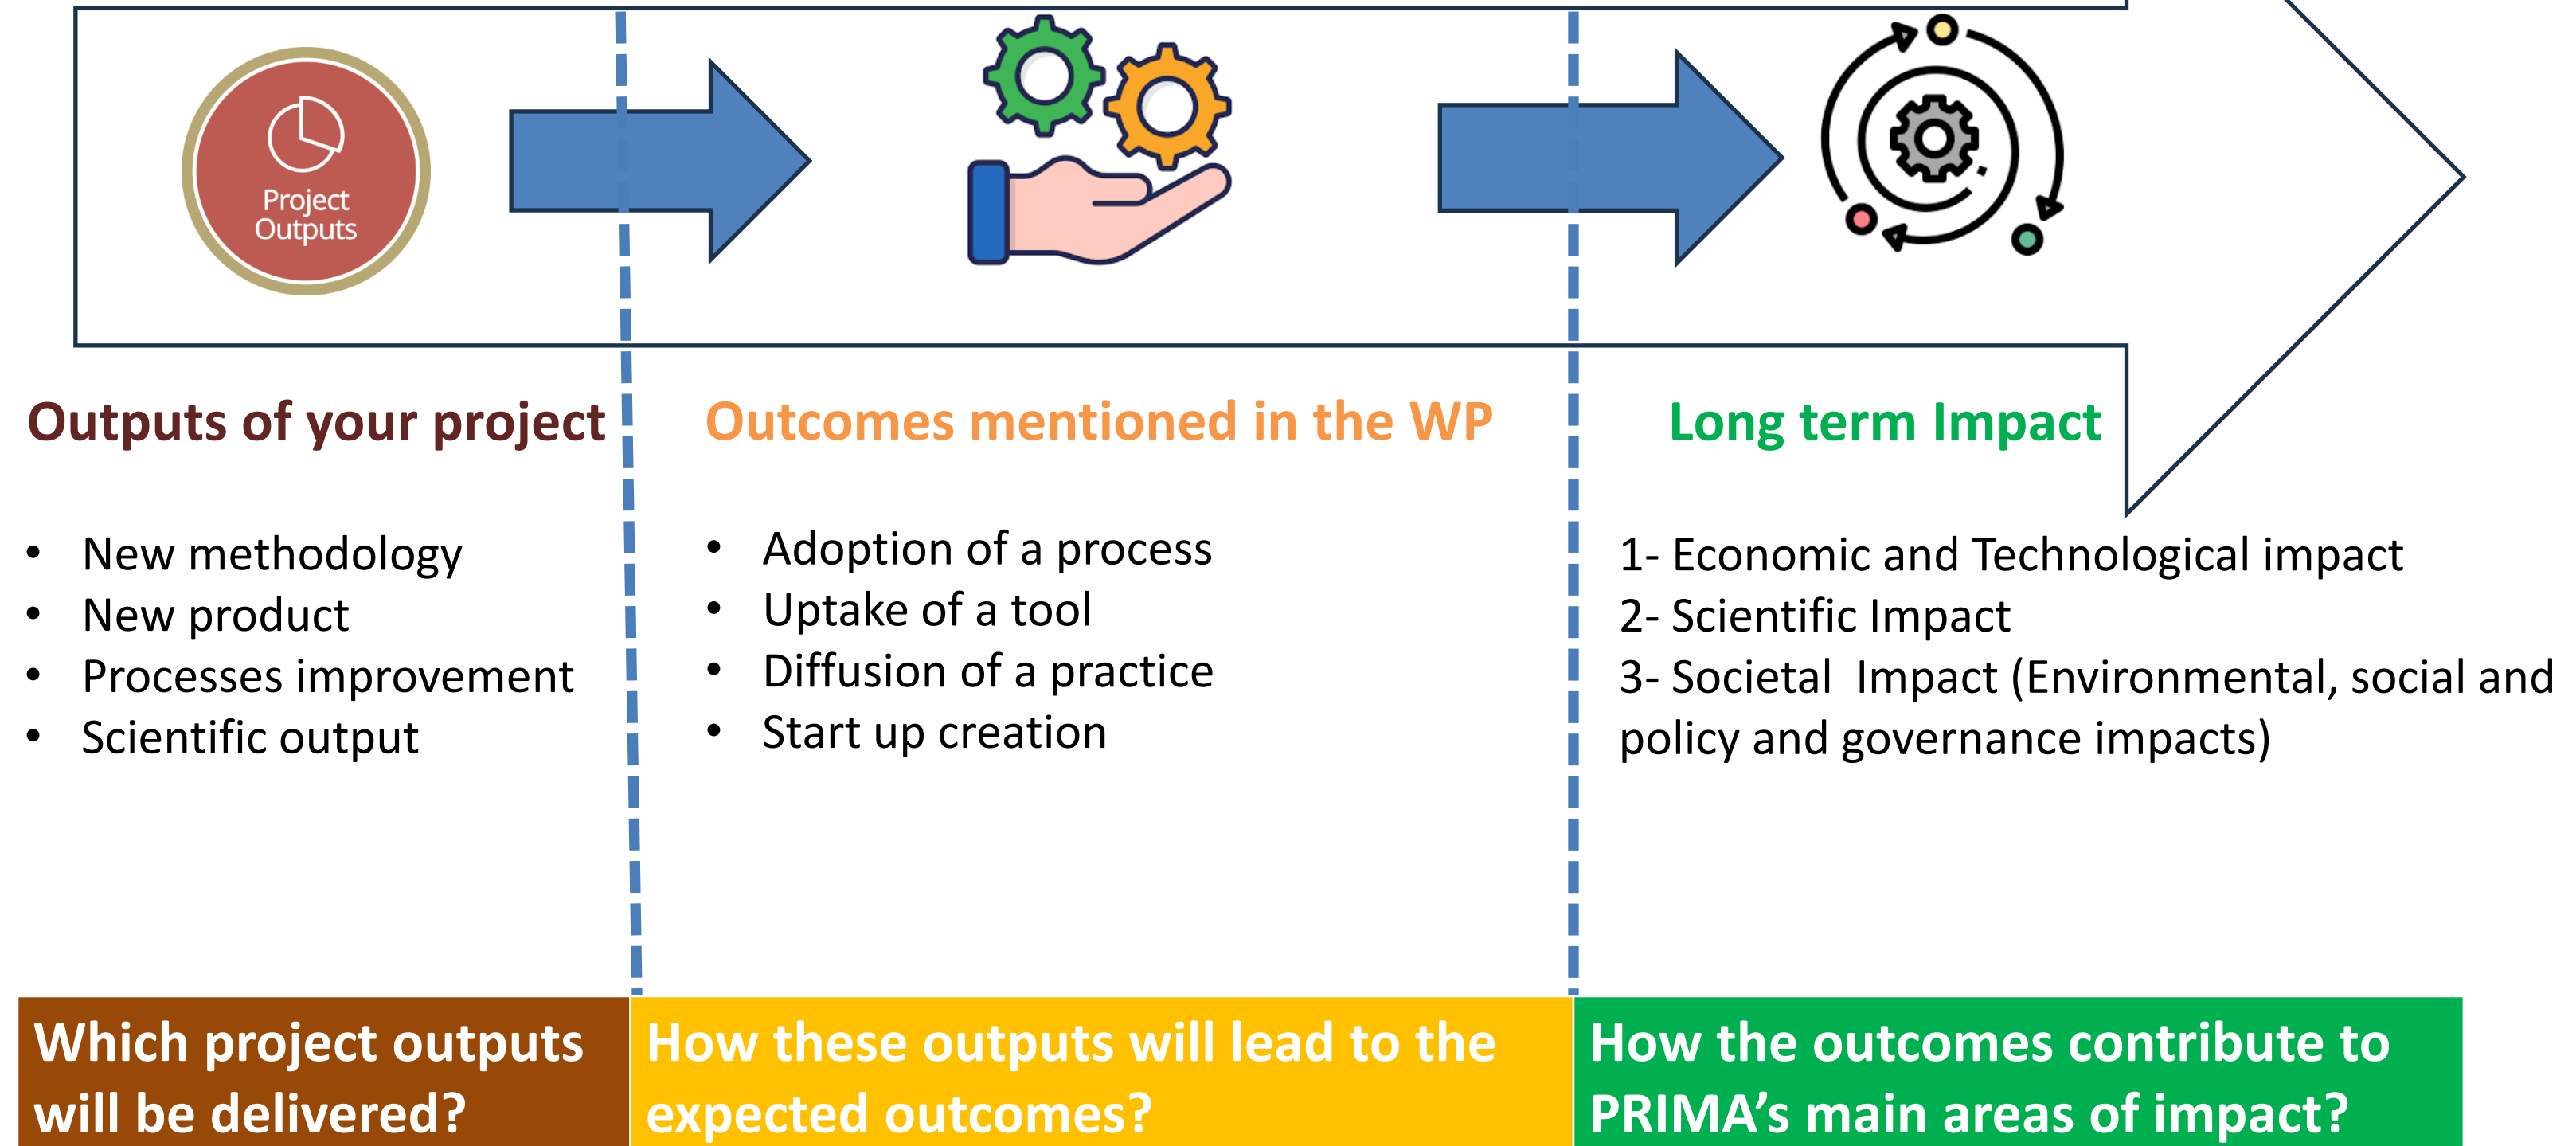 Project
Outputs
Outputs of your project
• New methodology
• New product
• Processes improvement
• Scientific output
Outcomes mentioned in the WP
• Adoption of a process
• Uptake of a tool
• Diffusion of a practice
• Start up creation
Long term Impact
1- Economic and Technological impact
2- Scientific Impact
3- Societal  Impact (Environmental, social and
policy and governance impacts)
Which project outputs
will be delivered?
How these outputs will lead to the
expected outcomes?
How the outcomes contribute to
PRIMA’s main areas of impact?